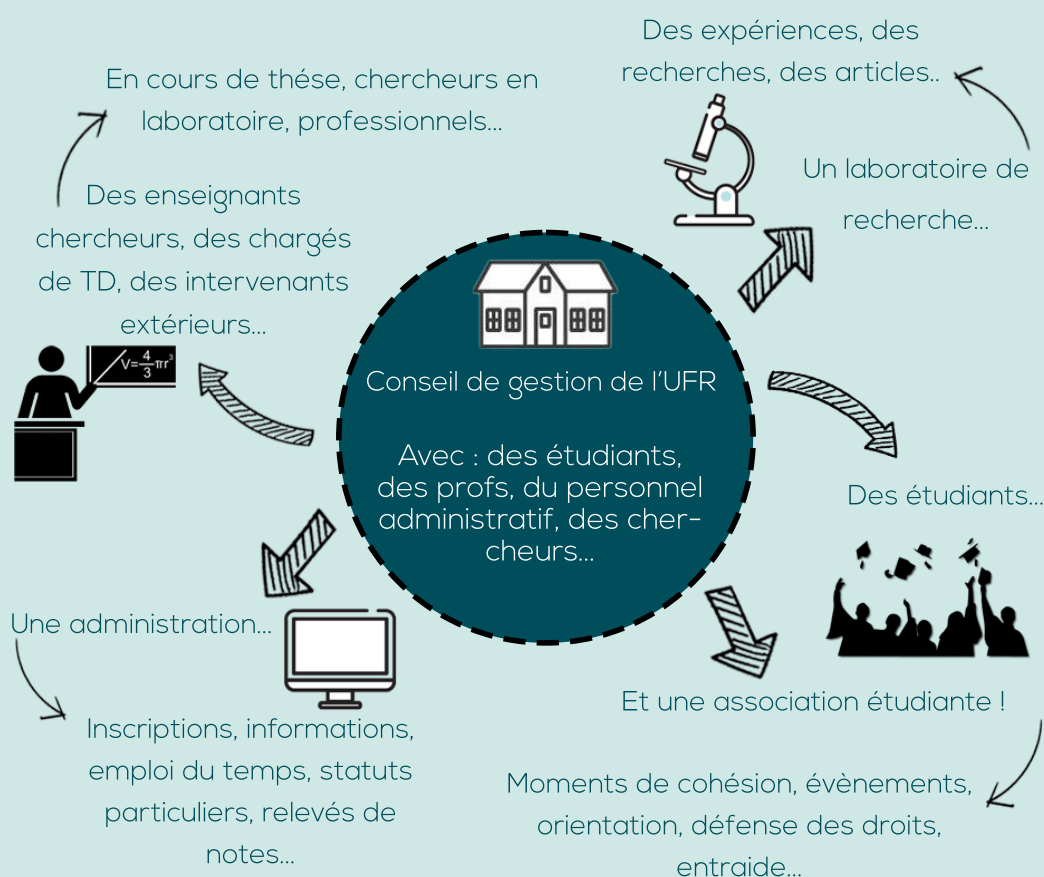 En cours de thése, chercheurs en
laboratoire, professionnels...
Des enseignants
chercheurs, des chargés
de TD, des intervenants
extérieurs...
V=4/3 πr³
Des expériences, des
recherches, des articles..
Un laboratoire de
recherche...
Conseil de gestion de l'UFR
Avec : des étudiants,
des profs, du personnel
administratif, des cher-
cheurs...
Des étudiants...
Une administration...
Inscriptions, informations,
emploi du temps, statuts
particuliers, relevés de
notes...
Et une association étudiante !
Moments de cohésion, évènements,
orientation, défense des droits,
entraide...